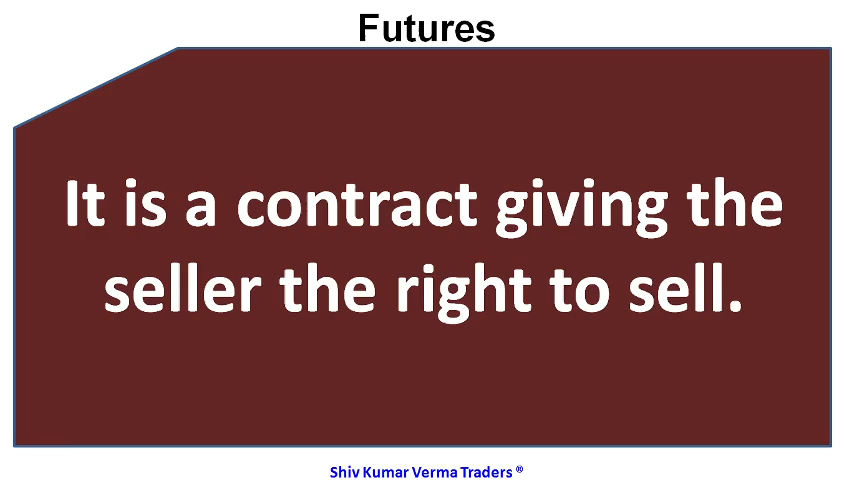 Futures
It is a contract giving the
seller the right to sell.
Shiv Kumar Verma Traders ®